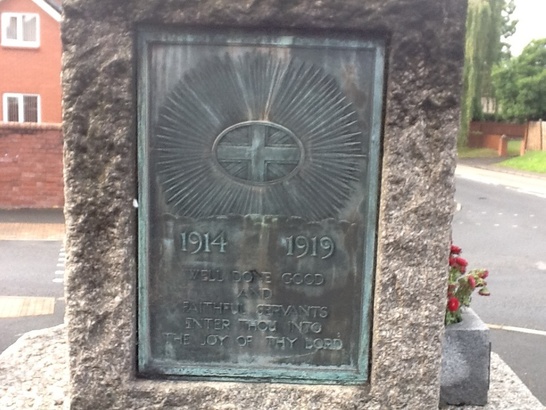 1914 1919
WELL DONE GOOD
AND
FAITHFUL SERVANTS
ENTER THOU INTO
THE JOY OF THY LORD